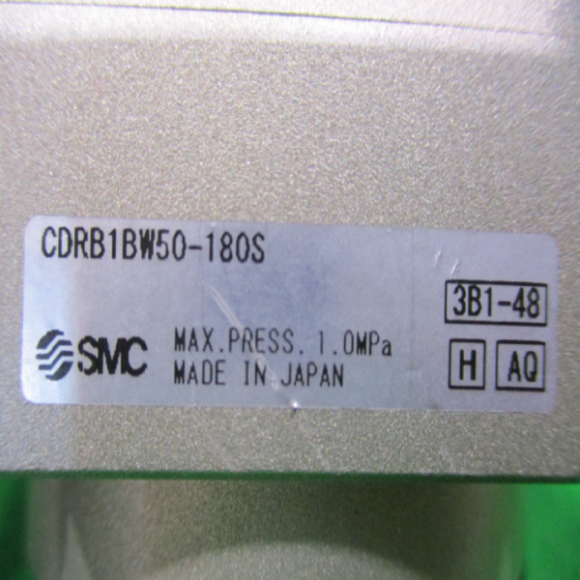 CDRB1BW50-180S
3B1-48
SMC
MAX.PRESS. 1.0MPa
MADE IN JAPAN
H AQ